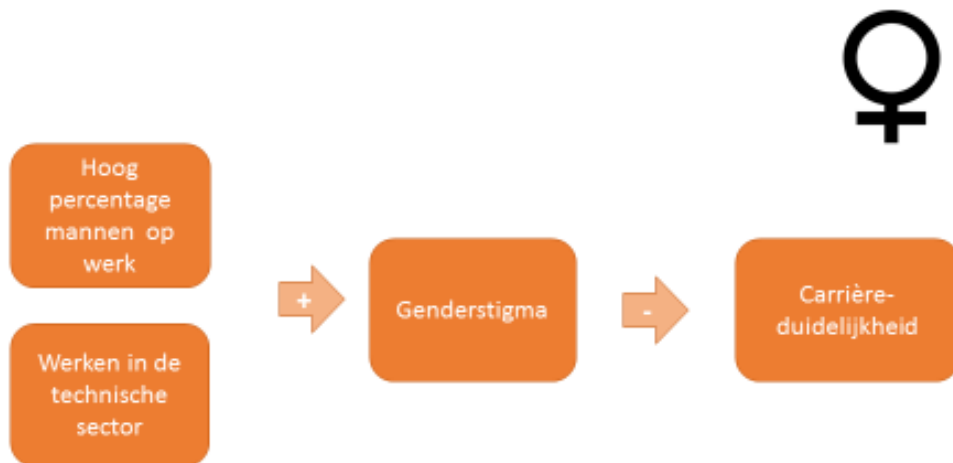 Hoog
percentage
mannen op
werk
Werken in de
technische
sector
+
Genderstigma
-
Carrière-
duidelijkheid